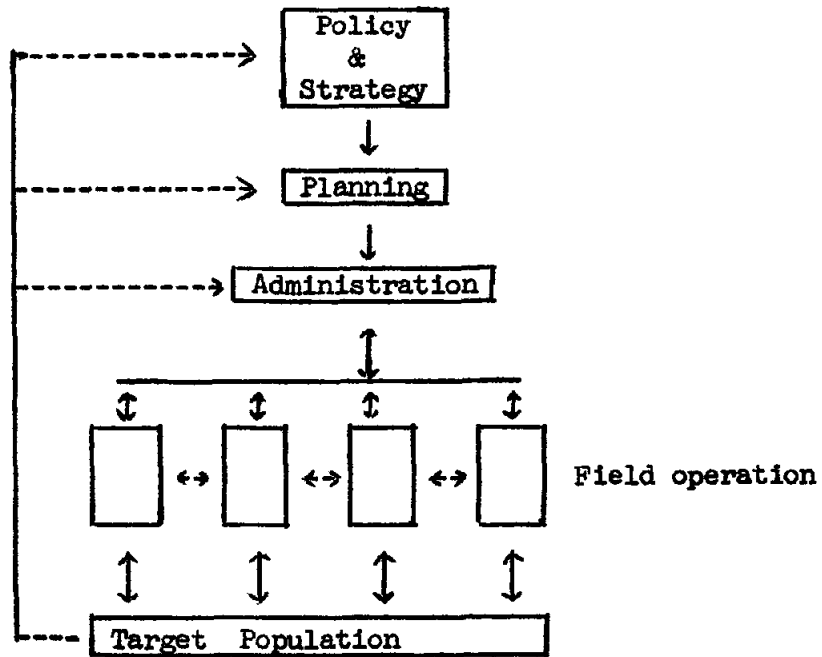 Policy
&
Strategy
Planning
Administration
Field operation
Target Population